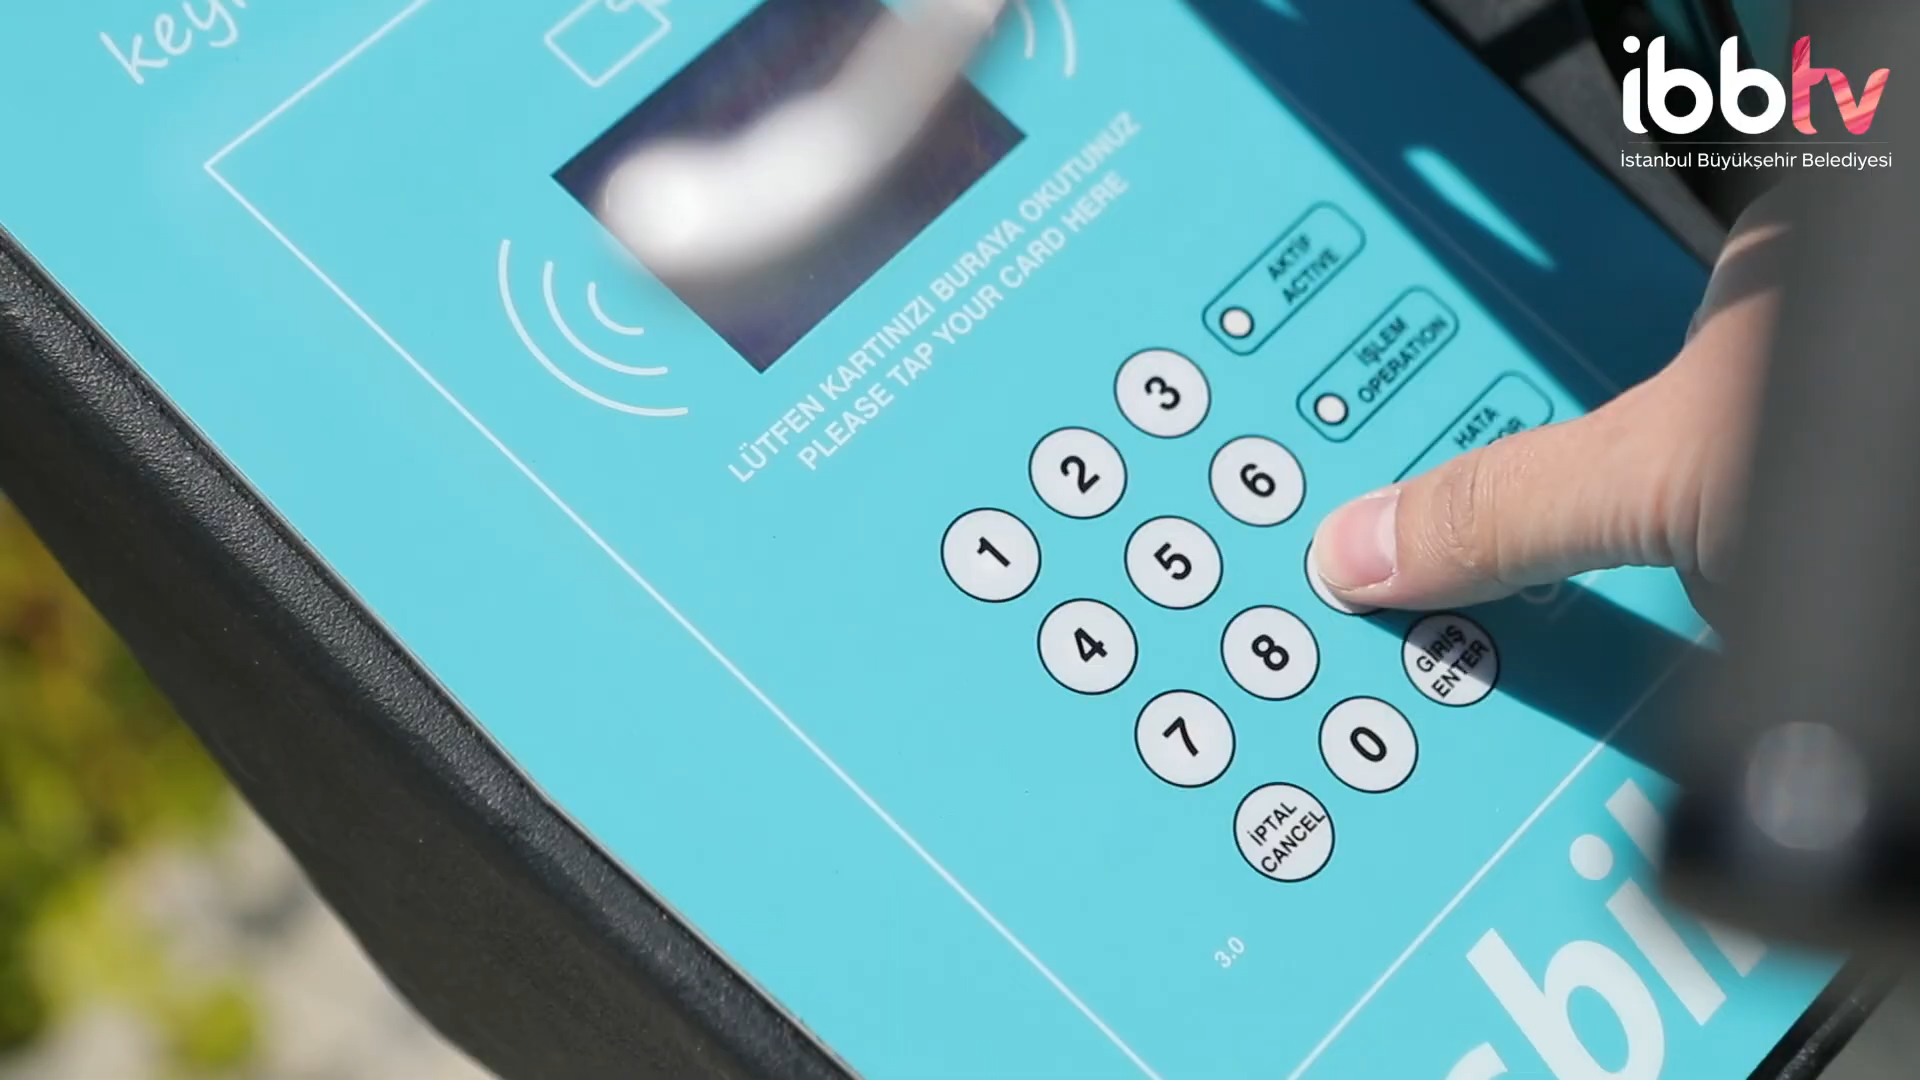 ibbtv
İstanbul Büyükşehir Belediyesi
LÜTFEN KARTINIZI BURAYA OKUTUNUZ
PLEASE TAP YOUR CARD HERE
AKTİF
ACTIVE
İŞLEM
OPERATION
HATA
1
2
3
4
5
6
7
8
0
GİRİŞ
ENTER
İPTAL
CANCEL
3.0